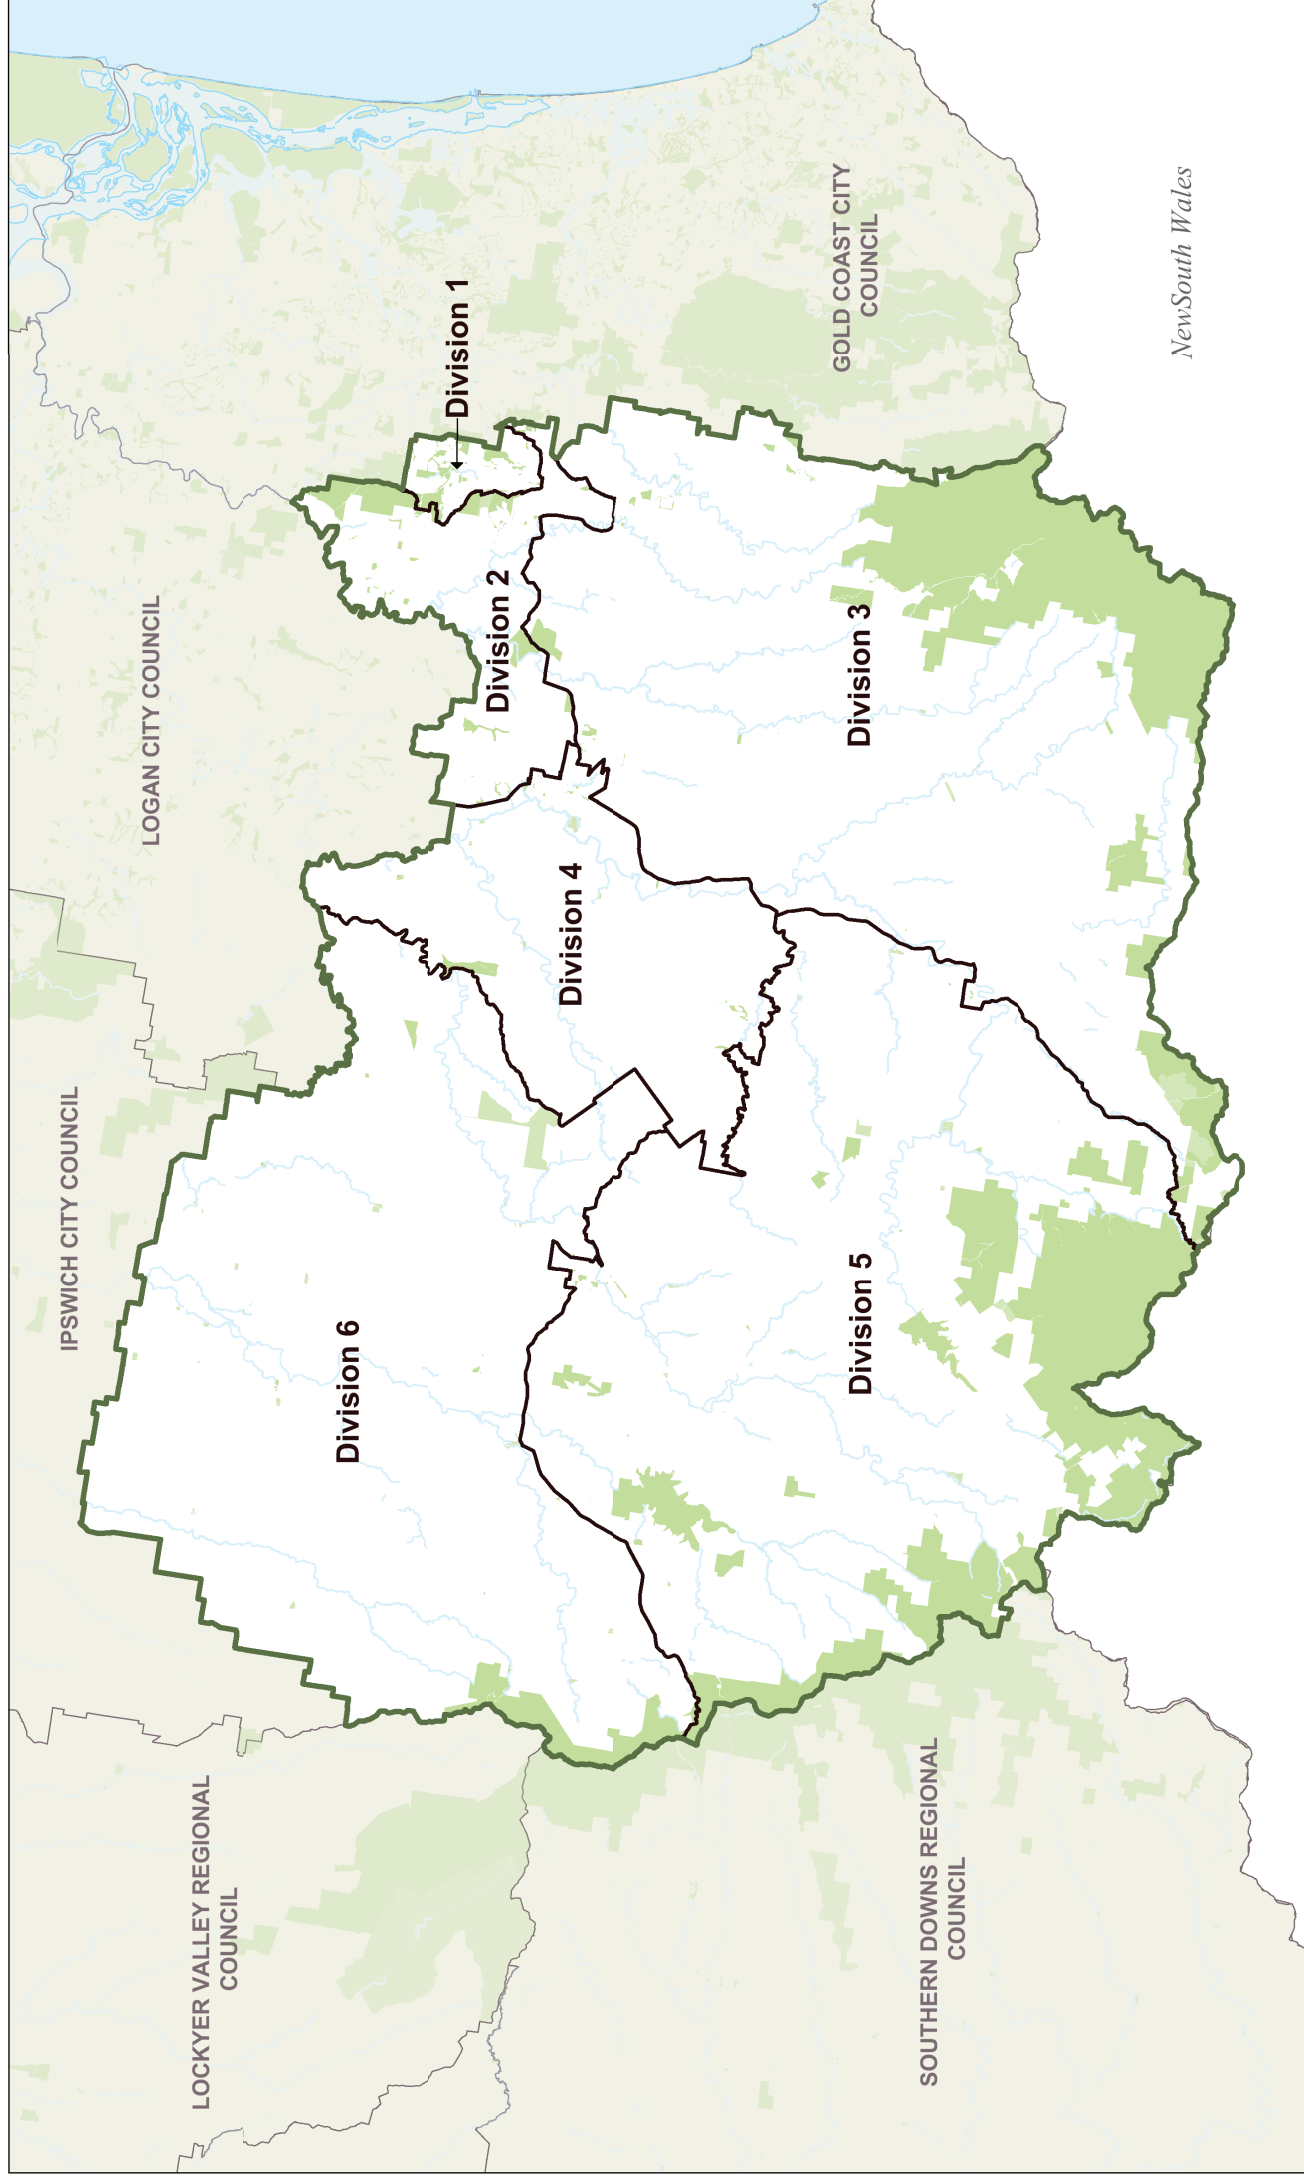 IPSWICH CITY COUNCIL
LOGAN CITY COUNCIL
LOCKYER VALLEY REGIONAL
COUNCIL
Division 6
Division 1
Division 2
Division 4
GOLD COAST CITY
COUNCIL
Division 5
Division 3
SOUTHERN DOWNS REGIONAL
COUNCIL
NewSouth Wales